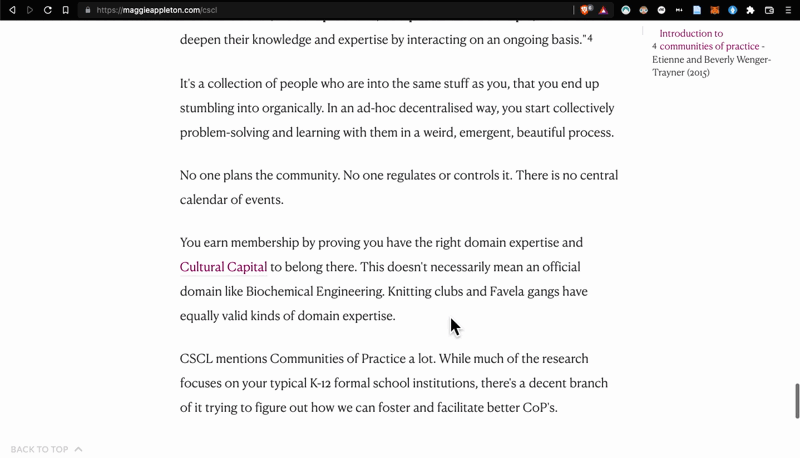 https://maggieappleton.com/cscl
deepen their knowledge and expertise by interacting on an ongoing basis."4
Introduction to
4 communities of practice -
Etienne and Beverly Wenger-
Trayner (2015)
It's a collection of people who are into the same stuff as you, that you end up
stumbling into organically. In an ad-hoc decentralised way, you start collectively
problem-solving and learning with them in a weird, emergent, beautiful process.
No one plans the community. No one regulates or controls it. There is no central
calendar of events.
You earn membership by proving you have the right domain expertise and
Cultural Capital to belong there. This doesn't necessarily mean an official
domain like Biochemical Engineering. Knitting clubs and Favela gangs have
equally valid kinds of domain expertise.
CSCL mentions Communities of Practice a lot. While much of the research
focuses on your typical K-12 formal school institutions, there's a decent branch
of it trying to figure out how we can foster and facilitate better CoP's.
BACK TO TOP